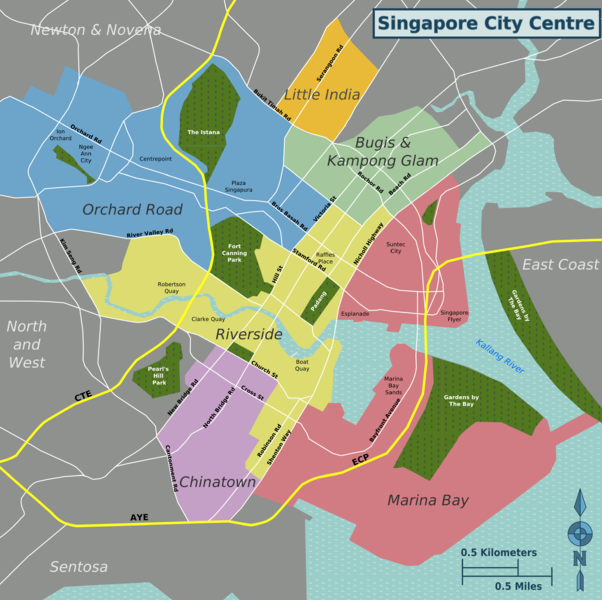 Singapore City Centre
Newton & Novena
Serangoon Rd
Little India
Bukit Timah Rd
The Istana
Orchard Rd
Ion
Orchard
Ngee
Ann
City
Centrepoint
Plaza
Singapura
Orchard Road
Bugis &
Kampong Glam
Rochor Rd
Beach Rd
Victoria St
Bras Basah Rd
River Valley Rd
Kim Seng Rd
Fort
Canning
Park
Hill St
Stamford Rd
Raffles
Place
Nicholl Highway
Suntec
City
Padang
Esplanade
Singapore
Flyer
East Coast
Gardens by
The Bay
Kallang River
Robertson
Quay
Clarke Quay
Riverside
Boat
Quay
North
and
West
Pearl's
Hill
Park
CTE
New Bridge Rd
North Bridge Rd
Church St
Cross St
Robinson Rd
Shenton Way
Cantonment Rd
Chinatown
Marina
Bay
Sands
Bayfront Avenue
Gardens by
The Bay
ECP
AYE
Marina Bay
Sentosa
N
0.5 Kilometers
0.5 Miles